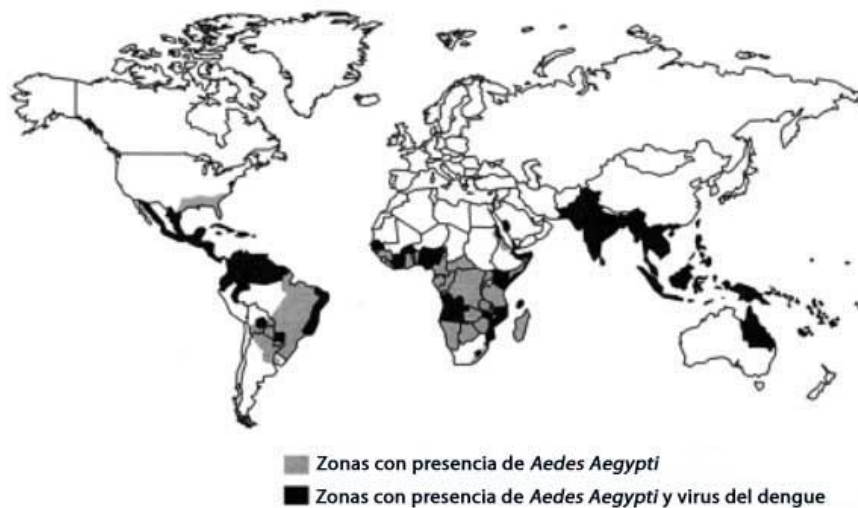 Zonas con presencia de Aedes Aegypti
Zonas con presencia de Aedes Aegypti y virus del dengue